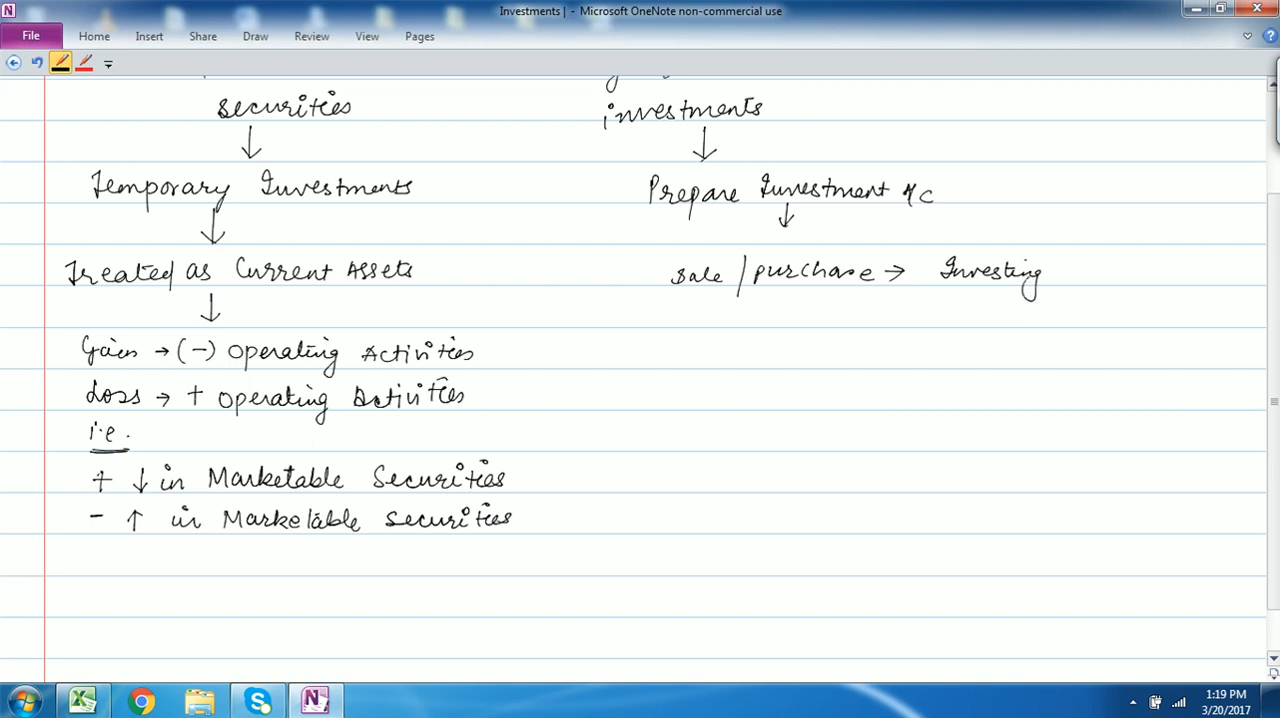 Investments | - Microsoft OneNote non-commercial use
File Home Insert Share Draw Review View Pages
Securities
↓
Temporary Investments
↓
Treated as Current Assets
↓
Gain → (-) Operating Activities
Loss → + Operating Activities
i.e.
+ ↓ in Marketable Securities
- ↑ in Marketable Securities
investments
↓
Prepare Investment A/C
↓
Sale / purchase → Investing
1:19 PM
3/20/2017